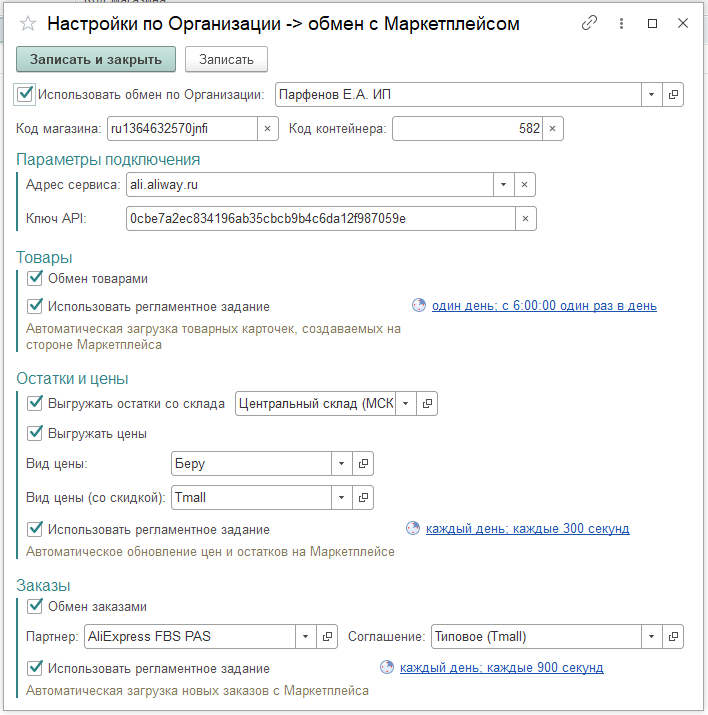 Настройки по Организации -> обмен с Маркетплейсом
Записать и закрыть Записать
Использовать обмен по Организации: Парфенов Е.А. ИП
Код магазина: ru1364632570jnfi Код контейнера: 582
Параметры подключения
Адрес сервиса: ali.aliway.ru
Ключ API: 0cbe7a2ec834196ab35cbcb9b4c6da12f987059e
Товары
Обмен товарами
Использовать регламентное задание один день; с 6:00:00 один раз в день
Автоматическая загрузка товарных карточек, создаваемых на
стороне Маркетплейса
Остатки и цены
Выгружать остатки со склада Центральный склад (МСК
Выгружать цены
Вид цены: Беру
Вид цены (со скидкой): Tmall
Использовать регламентное задание каждый день; каждые 300 секунд
Автоматическое обновление цен и остатков на Маркетплейсе
Заказы
Обмен заказами
Партнер: AliExpress FBS PAS Соглашение: Типовое (Tmall)
Использовать регламентное задание каждый день; каждые 900 секунд
Автоматическая загрузка новых заказов с Маркетплейса